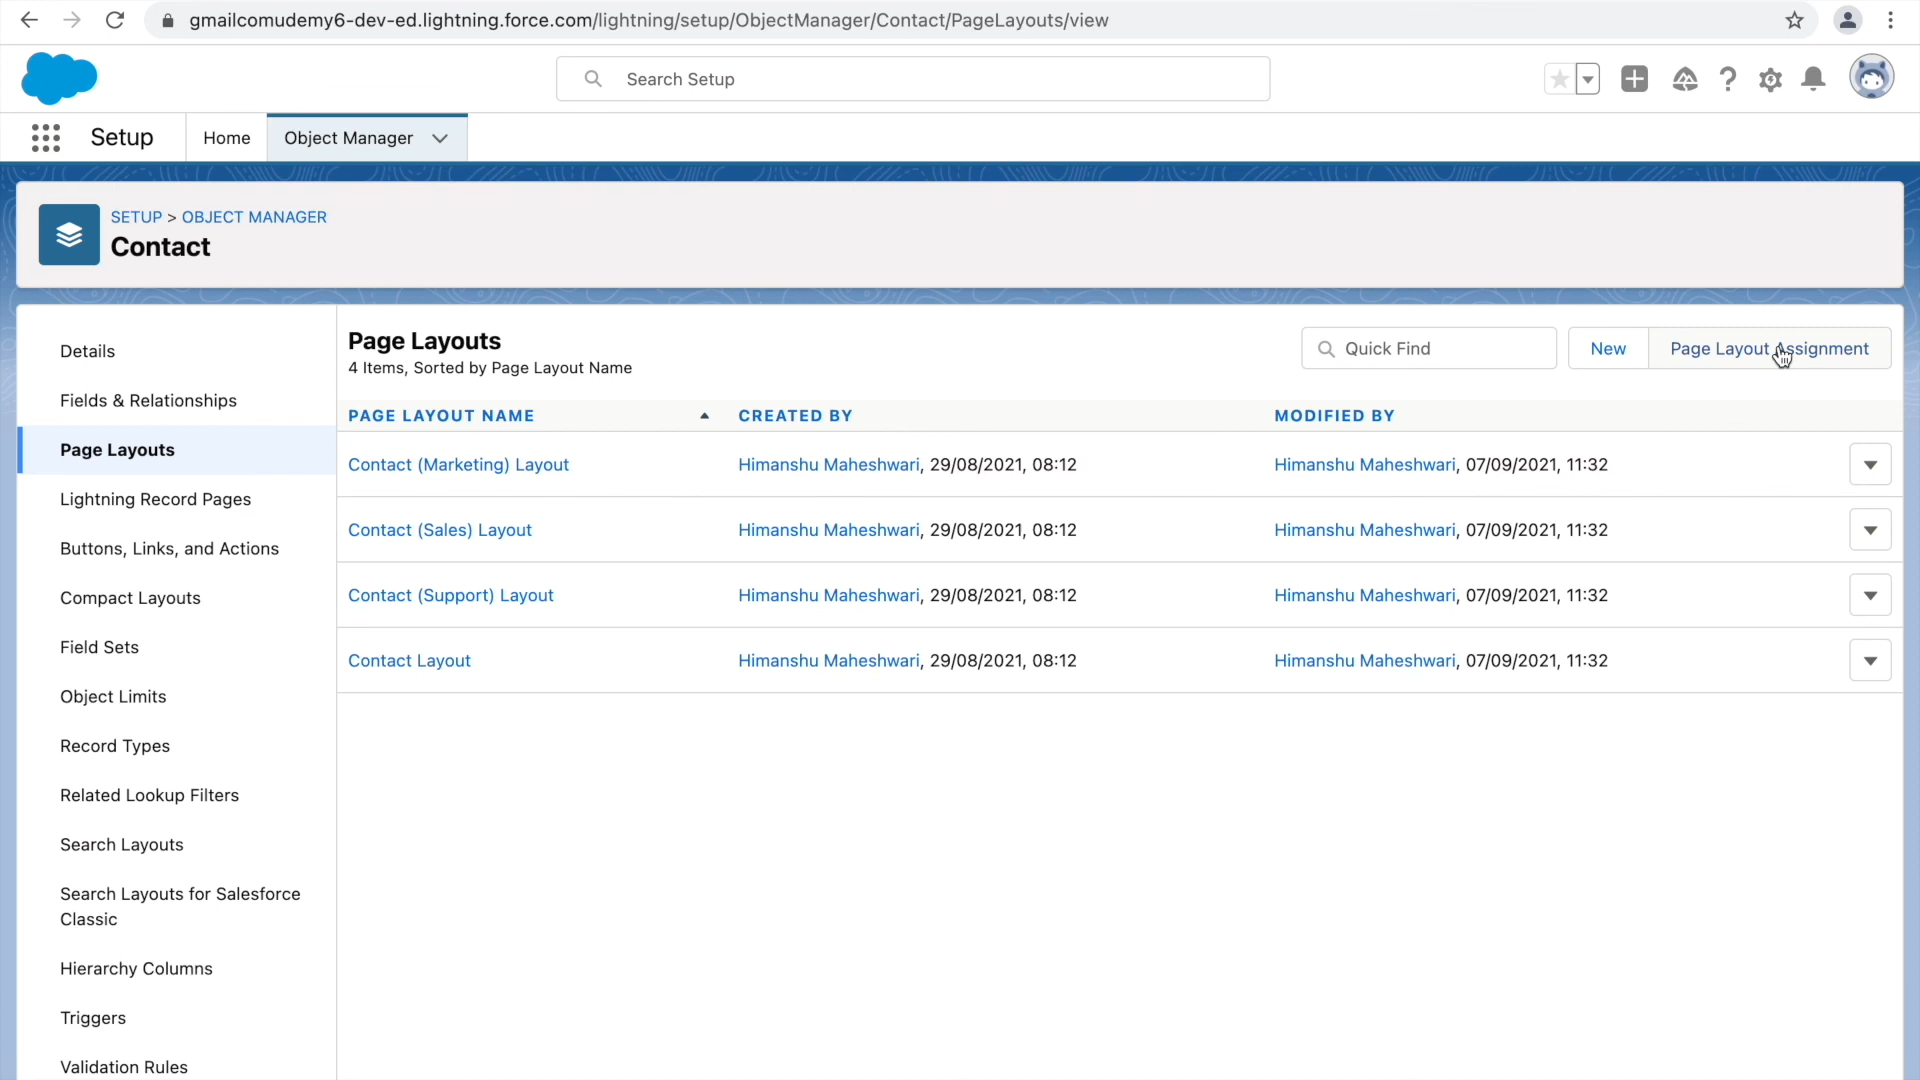 gmailcomudemy6-dev-ed.lightning.force.com/lightning/setup/ObjectManager/Contact/PageLayouts/view
Search Setup
Setup
Home
Object Manager
SETUP > OBJECT MANAGER
Contact
Details
Fields & Relationships
Page Layouts
Lightning Record Pages
Buttons, Links, and Actions
Compact Layouts
Field Sets
Object Limits
Record Types
Related Lookup Filters
Search Layouts
Search Layouts for Salesforce
Classic
Hierarchy Columns
Triggers
Validation Rules
Page Layouts
4 Items, Sorted by Page Layout Name
Quick Find
New
Page Layout Assignment
PAGE LAYOUT NAME CREATED BY MODIFIED BY
Contact (Marketing) Layout Himanshu Maheshwari, 29/08/2021, 08:12 Himanshu Maheshwari, 07/09/2021, 11:32
Contact (Sales) Layout Himanshu Maheshwari, 29/08/2021, 08:12 Himanshu Maheshwari, 07/09/2021, 11:32
Contact (Support) Layout Himanshu Maheshwari, 29/08/2021, 08:12 Himanshu Maheshwari, 07/09/2021, 11:32
Contact Layout Himanshu Maheshwari, 29/08/2021, 08:12 Himanshu Maheshwari, 07/09/2021, 11:32